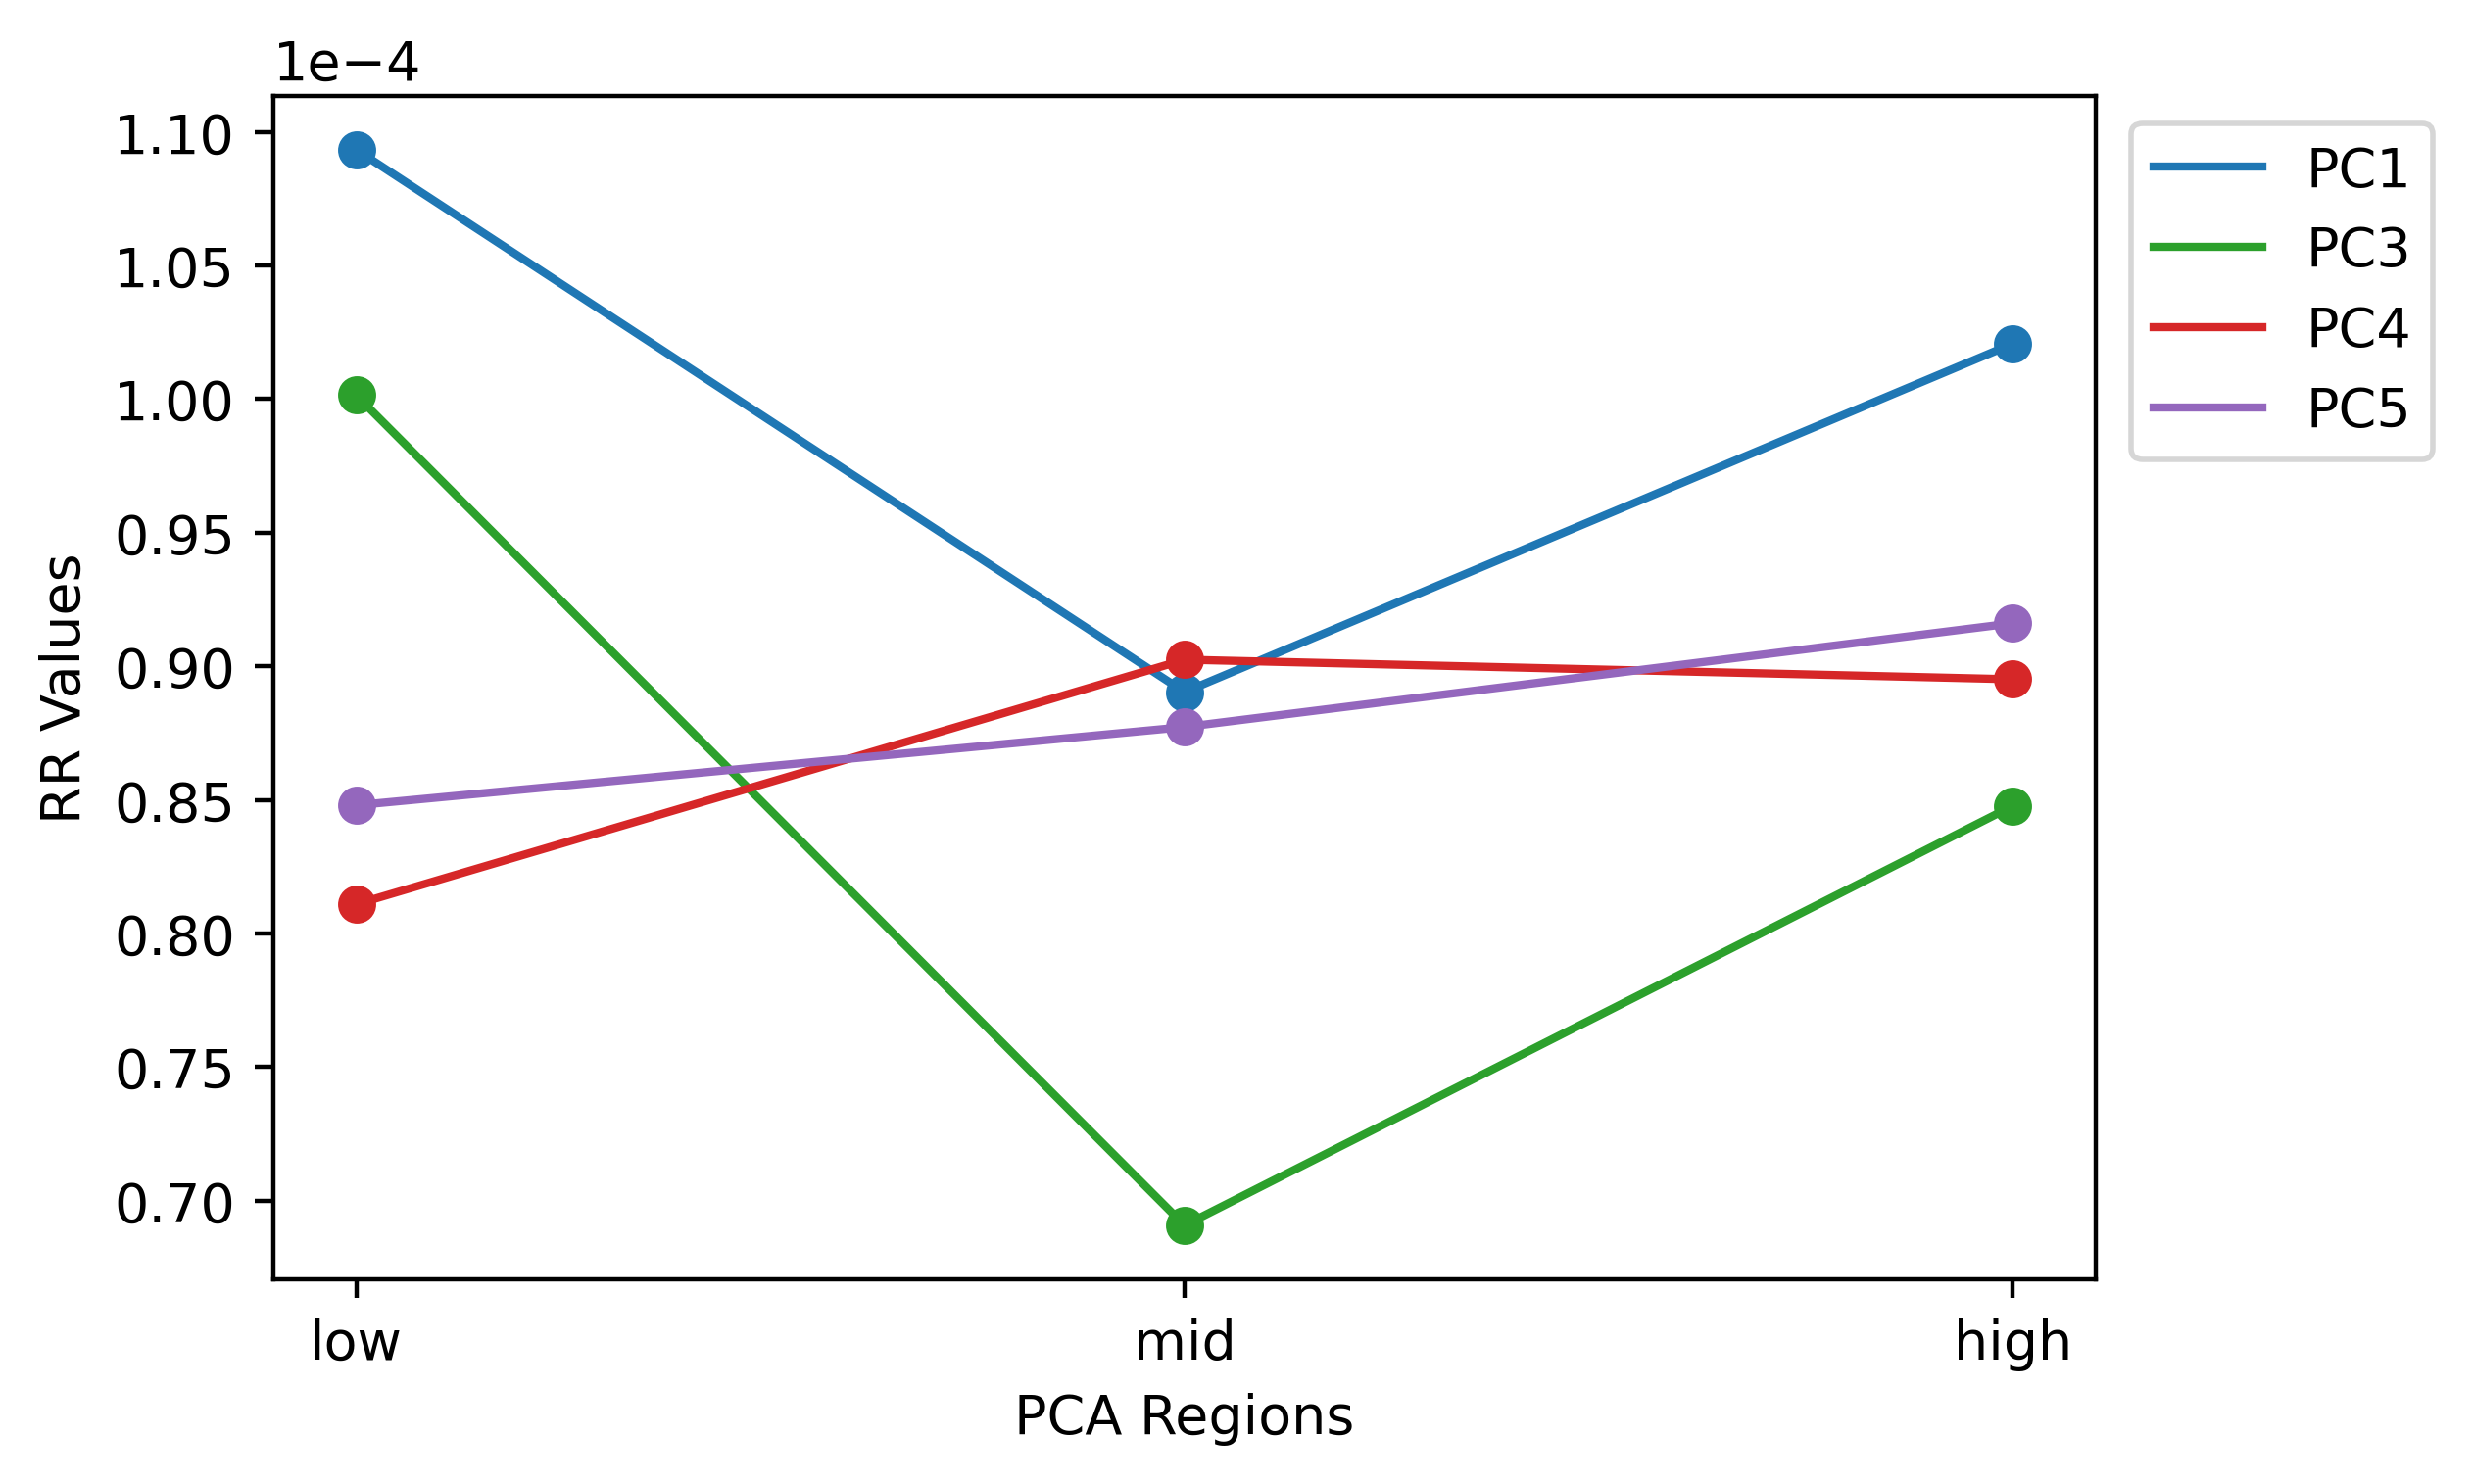 1e−4
1.10
1.05
1.00
0.95
0.90
0.85
0.80
0.75
0.70
RR Values
low
mid
high
PCA Regions
PC1
PC3
PC4
PC5